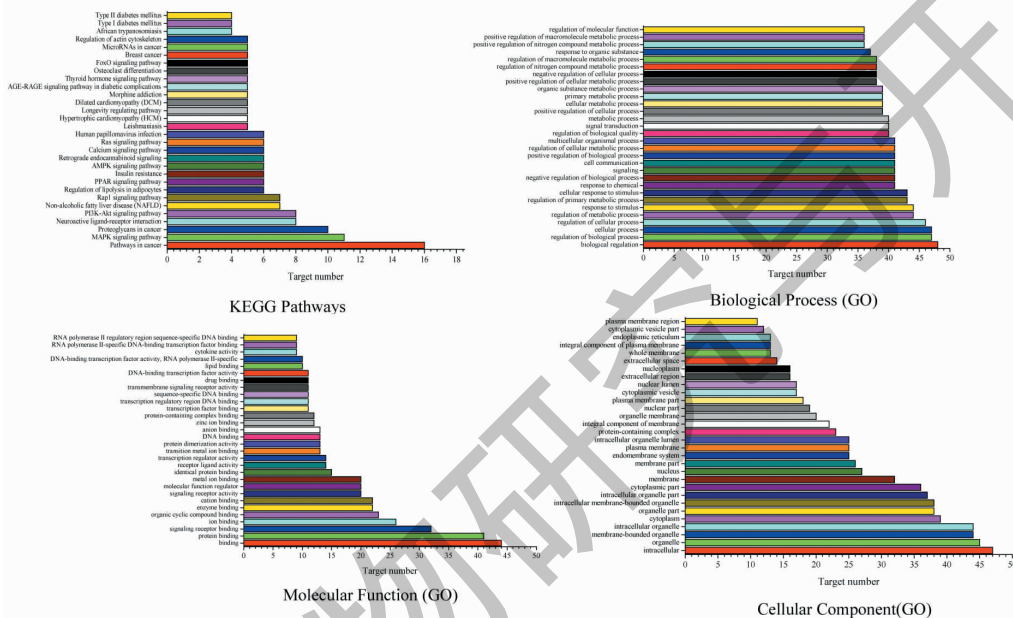 Type II diabetes mellitus
Type I diabetes mellitus
African trypanosomiasis
Regulation of actin cytoskeleton
MicroRNAs in cancer
Breast cancer
FoxO signaling pathway
Osteoclast differentiation
Thyroid hormone signaling pathway
AGE-RAGE signaling pathway in diabetic complications
Morphine addiction
Dilated cardiomyopathy (DCM)
Longevity regulating pathway
Hypertrophic cardiomyopathy (HCM)
Leishmaniasis
Human papillomavirus infection
Ras signaling pathway
Calcium signaling pathway
Retrograde endocannabinoid signaling
AMPK signaling pathway
Insulin resistance
PPAR signaling pathway
Regulation of lipolysis in adipocytes
Rap1 signaling pathway
Non-alcoholic fatty liver disease (NAFLD)
PI3K-Akt signaling pathway
Neuroactive ligand-receptor interaction
Proteoglycans in cancer
MAPK signaling pathway
Pathways in cancer
0 2 4 6 8 10 12 14 16 18
Target number
KEGG Pathways
regulation of molecular function
positive regulation of macromolecule metabolic process
positive regulation of nitrogen compound metabolic process
response to organic substance
regulation of macromolecule metabolic process
regulation of nitrogen compound metabolic process
negative regulation of cellular process
positive regulation of cellular metabolic process
organic substance metabolic process
primary metabolic process
cellular metabolic process
positive regulation of cellular process
metabolic process
signal transduction
regulation of biological quality
multicellular organismal process
regulation of cellular metabolic process
positive regulation of biological process
cell communication
signaling
negative regulation of biological process
response to chemical
cellular response to stimulus
regulation of primary metabolic process
response to stimulus
regulation of metabolic process
regulation of cellular process
cellular process
regulation of biological process
biological regulation
0 5 10 15 20 25 30 35 40 45 50
Target number
Biological Process (GO)
RNA polymerase II regulatory region sequence-specific DNA binding
RNA polymerase II-specific DNA-binding transcription factor binding
cytokine activity
DNA-binding transcription factor activity, RNA polymerase II-specific
lipid binding
DNA-binding transcription factor activity
drug binding
transmembrane signaling receptor activity
sequence-specific DNA binding
transcription regulatory region DNA binding
transcription factor binding
protein-containing complex binding
zinc ion binding
anion binding
DNA binding
protein dimerization activity
transition metal ion binding
transcription regulator activity
receptor ligand activity
identical protein binding
metal ion binding
molecular function regulator
signaling receptor activity
cation binding
enzyme binding
organic cyclic compound binding
ion binding
signaling receptor binding
protein binding
binding
0 5 10 15 20 25 30 35 40 45 50
Target number
Molecular Function (GO)
plasma membrane region
cytoplasmic vesicle part
endoplasmic reticulum
integral component of plasma membrane
whole membrane
extracellular space
nucleoplasm
extracellular region
nuclear lumen
cytoplasmic vesicle
plasma membrane part
nuclear part
organelle membrane
integral component of membrane
protein-containing complex
intracellular organelle lumen
plasma membrane
endomembrane system
membrane part
nucleus
membrane
cytoplasmic part
intracellular organelle part
intracellular membrane-bounded organelle
organelle part
cytoplasm
intracellular organelle
membrane-bounded organelle
organelle
intracellular
0 5 10 15 20 25 30 35 40 45 50
Target number
Cellular Component(GO)
物研究与开